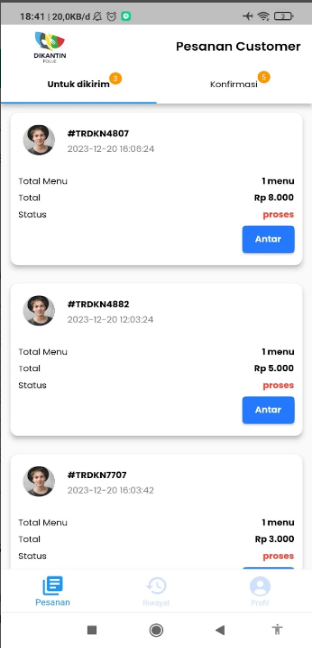 18:41 | 20,0KB/d
DIKANTIN
POLIJE
Pesanan Customer
Untuk dikirim 3
Konfirmasi 5
#TRDKN4807
2023-12-20 16:06:24
Total Menu 1 menu
Total Rp 8.000
Status proses
Antar
#TRDKN4882
2023-12-20 12:03:24
Total Menu 1 menu
Total Rp 5.000
Status proses
Antar
#TRDKN7707
2023-12-20 16:03:42
Total Menu 1 menu
Total Rp 3.000
Status proses
Pesanan Riwayat Profil